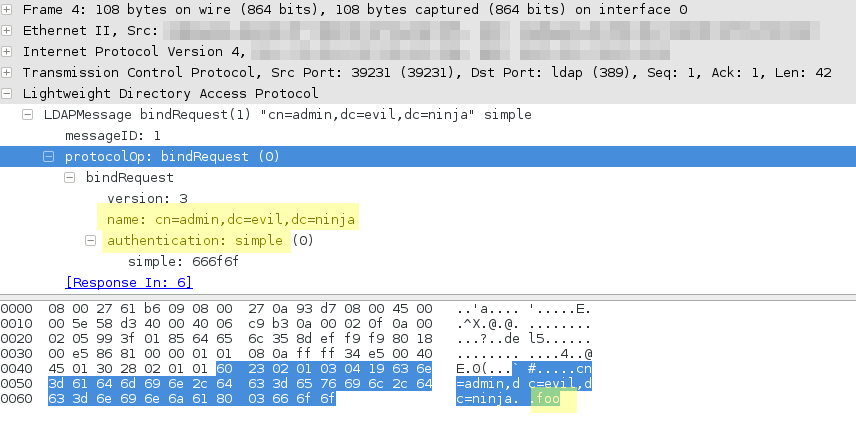 Frame 4: 108 bytes on wire (864 bits), 108 bytes captured (864 bits) on interface 0
Ethernet II, Src:
Internet Protocol Version 4,
Transmission Control Protocol, Src Port: 39231 (39231), Dst Port: ldap (389), Seq: 1, Ack: 1, Len: 42
Lightweight Directory Access Protocol
LDAPMessage bindRequest(1) "cn=admin,dc=evil,dc=ninja" simple
messageID: 1
protocolOp: bindRequest (0)
bindRequest
version: 3
name: cn=admin,dc=evil,dc=ninja
authentication: simple (0)
simple: 666f6f
[Response In: 6]
0000 08 00 27 61 b6 09 08 00 27 0a 93 d7 08 00 45 00 ..'a.... '.....E.
0010 00 5e 58 d3 40 00 40 06 c9 b3 0a 00 02 0f 0a 00 .^X.@.@. ........
0020 02 05 99 3f 01 85 64 65 6c 35 8d ef f9 f9 80 18 ...?..de l5......
0030 00 e5 86 81 00 00 01 01 08 0a ff ff 34 e5 00 40 ........ ....4..@
0040 45 01 30 28 02 01 01 60 23 02 01 03 04 19 63 6e E.0(...` #.....cn
0050 3d 61 64 6d 69 6e 2c 64 63 3d 65 76 69 6c 2c 64 =admin,d c=evil,d
0060 63 3d 6e 69 6e 6a 61 80 03 66 6f 6f c=ninja. .foo